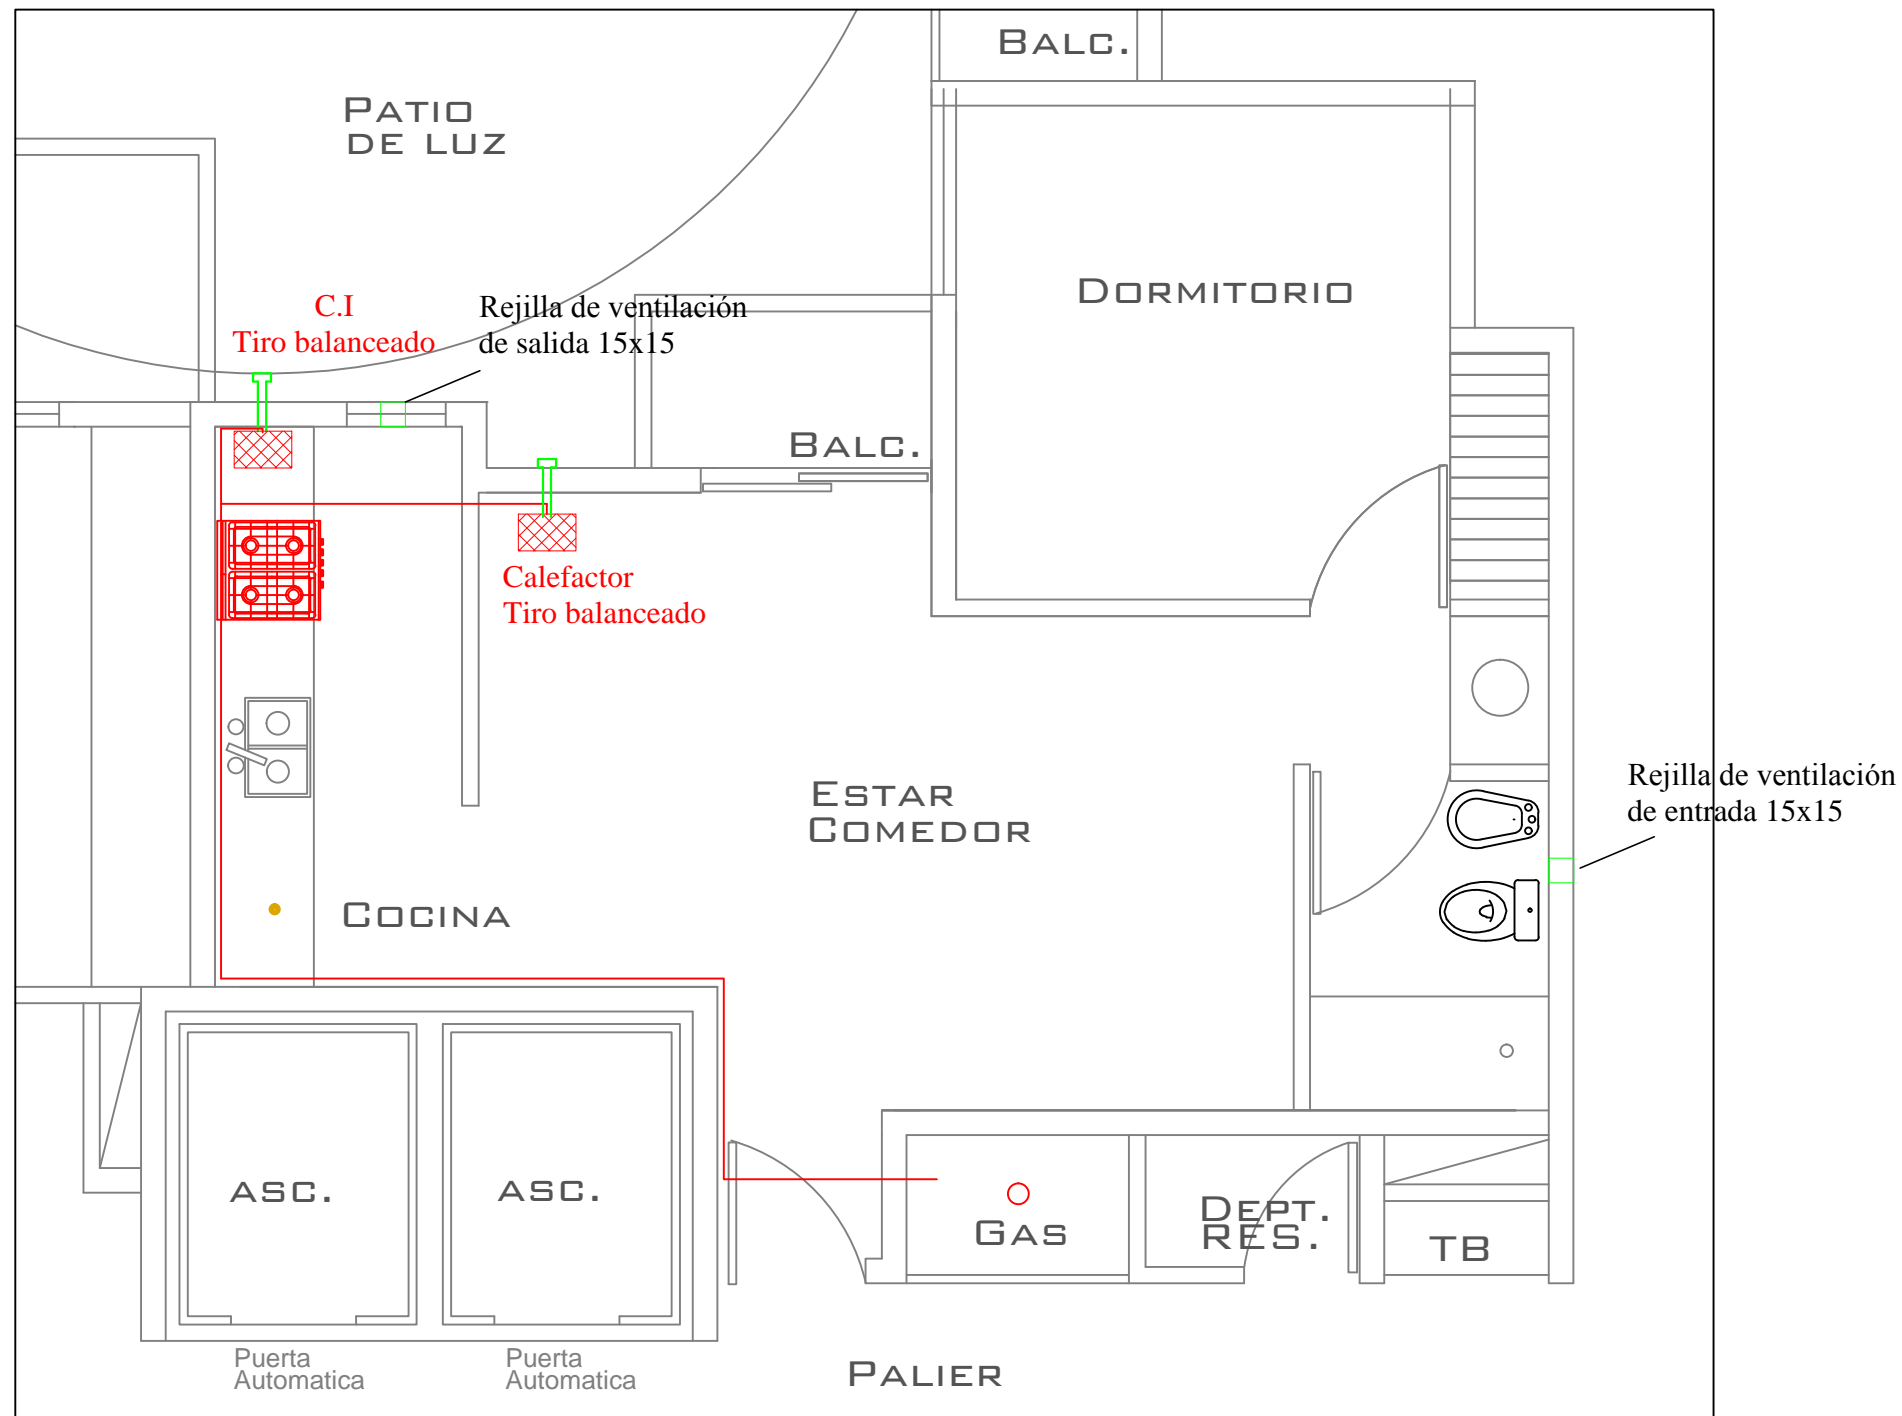 BALC.
PATIO
DE LUZ
DORMITORIO
C.I
Tiro balanceado
Rejilla de ventilación
de salida 15x15
BALC.
Calefactor
Tiro balanceado
Rejilla de ventilación
de entrada 15x15
ESTAR
COMEDOR
COCINA
ASC.
ASC.
GAS
DEPT.
RES.
TB
Puerta
Automatica
Puerta
Automatica
PALIER